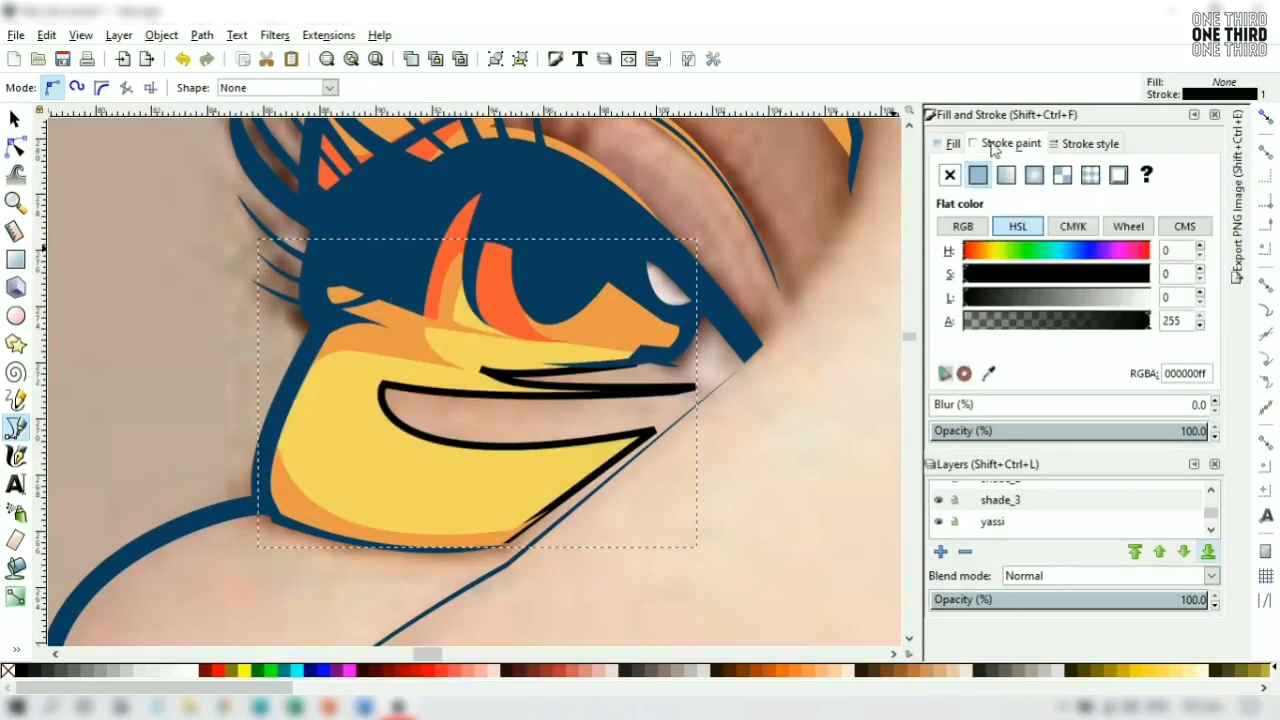 ONE THIRD
ONE THIRD
ONE THIRD
File Edit View Layer Object Path Text Filters Extensions Help
Mode: Shape: None
Fill: None
Stroke: 1
Fill and Stroke (Shift+Ctrl+F)
Fill Stroke paint Stroke style
?
Flat color
RGB HSL CMYK Wheel CMS
H: 0
S: 0
L: 0
A: 255
RGBA: 000000ff
Blur (%) 0.0
Opacity (%) 100.0
Layers (Shift+Ctrl+L)
shade_3
yassi
Blend mode: Normal
Opacity (%) 100.0
Export PNG Image (Shift+Ctrl+E)